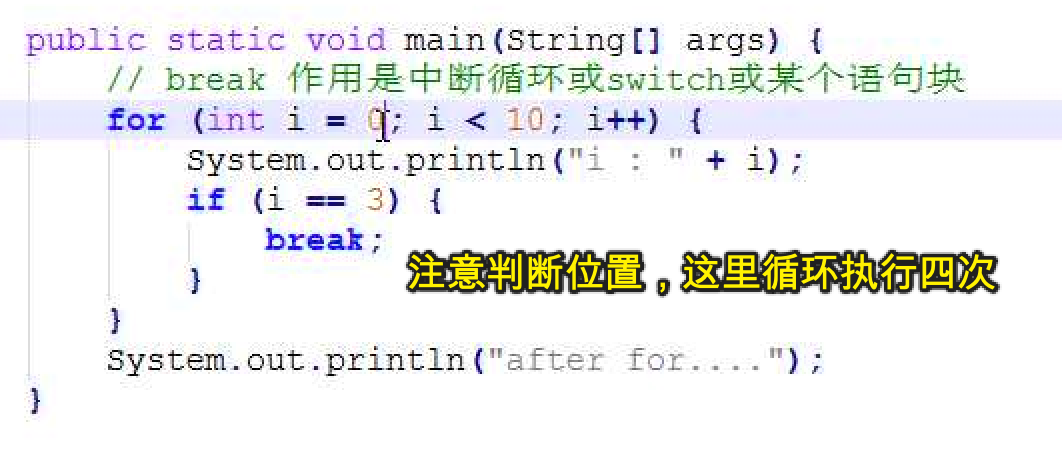 public static void main(String[] args) {
// break 作用是中断循环或switch或某个语句块
for (int i = 0; i < 10; i++) {
System.out.println("i : " + i);
if (i == 3) {
break;
注意判断位置，这里循环执行四次
}
}
System.out.println("after for....");
}